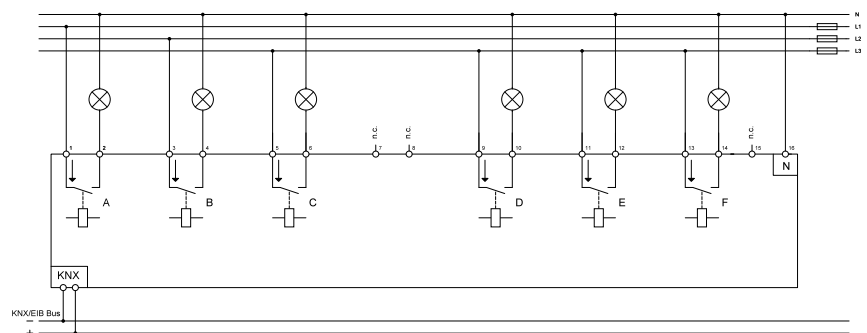 N
L1
L2
L3
n.c.
n.c.
n.c.
1 2 3 4 5 6 7 8 9 10 11 12 13 14 15 16
N
A B C D E F
KNX
KNX/EIB Bus
−
+